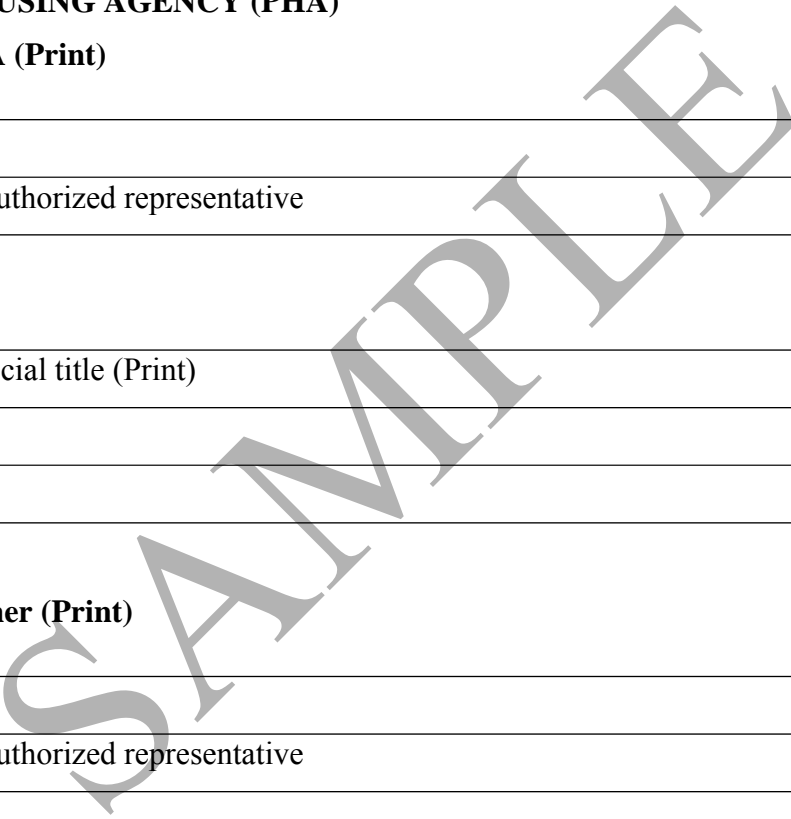 USING AGENCY (PHA)
A (Print)
uthorized representative
cial title (Print)
ner (Print)
uthorized representative
SAMPLE